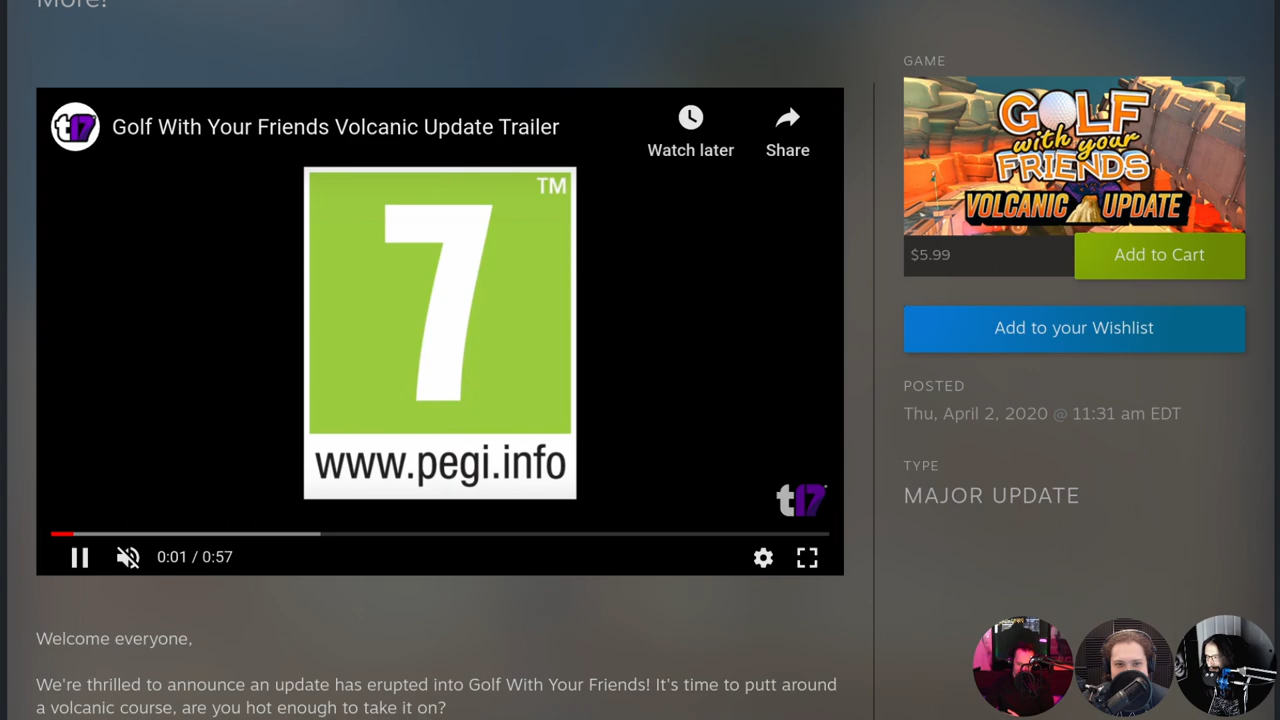 More!
GAME
t17
Golf With Your Friends Volcanic Update Trailer
Watch later
Share
TM
7
www.pegi.info
t17
0:01 / 0:57
GOLF
with your
FRIENDS
VOLCANIC UPDATE
$5.99
Add to Cart
Add to your Wishlist
POSTED
Thu, April 2, 2020 @ 11:31 am EDT
TYPE
MAJOR UPDATE
Welcome everyone,
We're thrilled to announce an update has erupted into Golf With Your Friends! It's time to putt around
a volcanic course, are you hot enough to take it on?